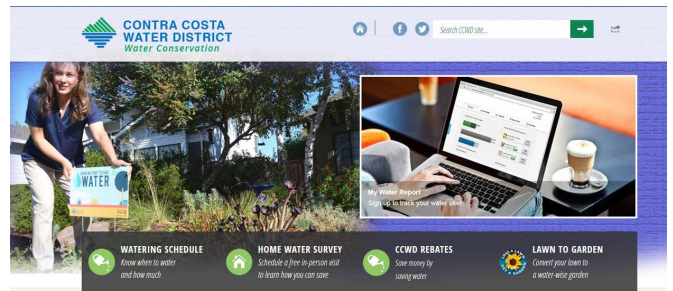 CONTRA COSTA
WATER DISTRICT
Water Conservation
Search CCWD site...
WATER
My Water Report
Sign up to track your water use
WATERING SCHEDULE
Know when to water
and how much
HOME WATER SURVEY
Schedule a free in-person visit
to learn how you can save
CCWD REBATES
Save money by
saving water
LAWN TO GARDEN
Convert your lawn to
a water-wise garden